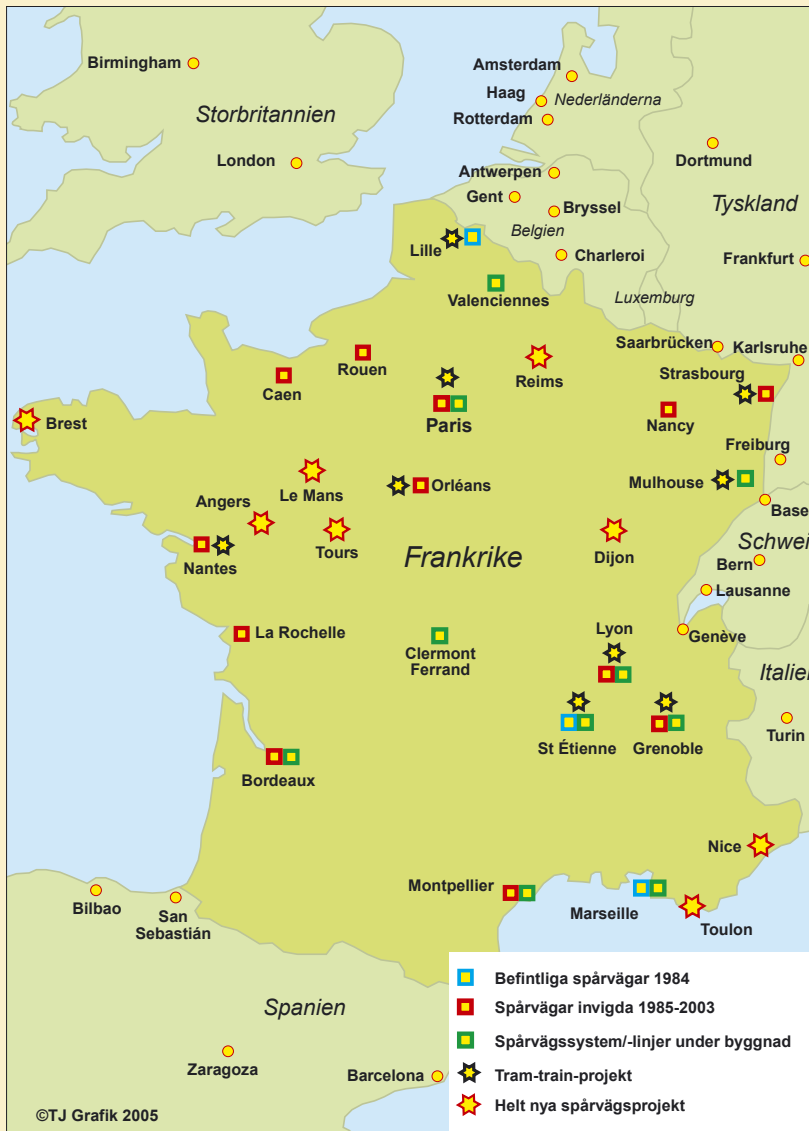 Birmingham
Storbritannien
London
Amsterdam
Haag
Nederländerna
Rotterdam
Dortmund
Antwerpen
Gent
Bryssel
Belgien
Tyskland
Charleroi
Frankfurt
Lille
Valenciennes
Luxemburg
Saarbrücken
Karlsruhe
Strasbourg
Rouen
Reims
Caen
Paris
Nancy
Brest
Freiburg
Le Mans
Orléans
Mulhouse
Angers
Base
Tours
Frankrike
Dijon
Schwei
Nantes
Bern
Lausanne
La Rochelle
Clermont
Ferrand
Lyon
Genève
Italien
Turin
St Étienne
Grenoble
Bordeaux
Nice
Montpellier
Marseille
Toulon
Bilbao
San
Sebastián
Spanien
Zaragoza
Barcelona
Befintliga spårvägar 1984
Spårvägar invigda 1985-2003
Spårvägssystem/-linjer under byggnad
Tram-train-projekt
Helt nya spårvägsprojekt
©TJ Grafik 2005